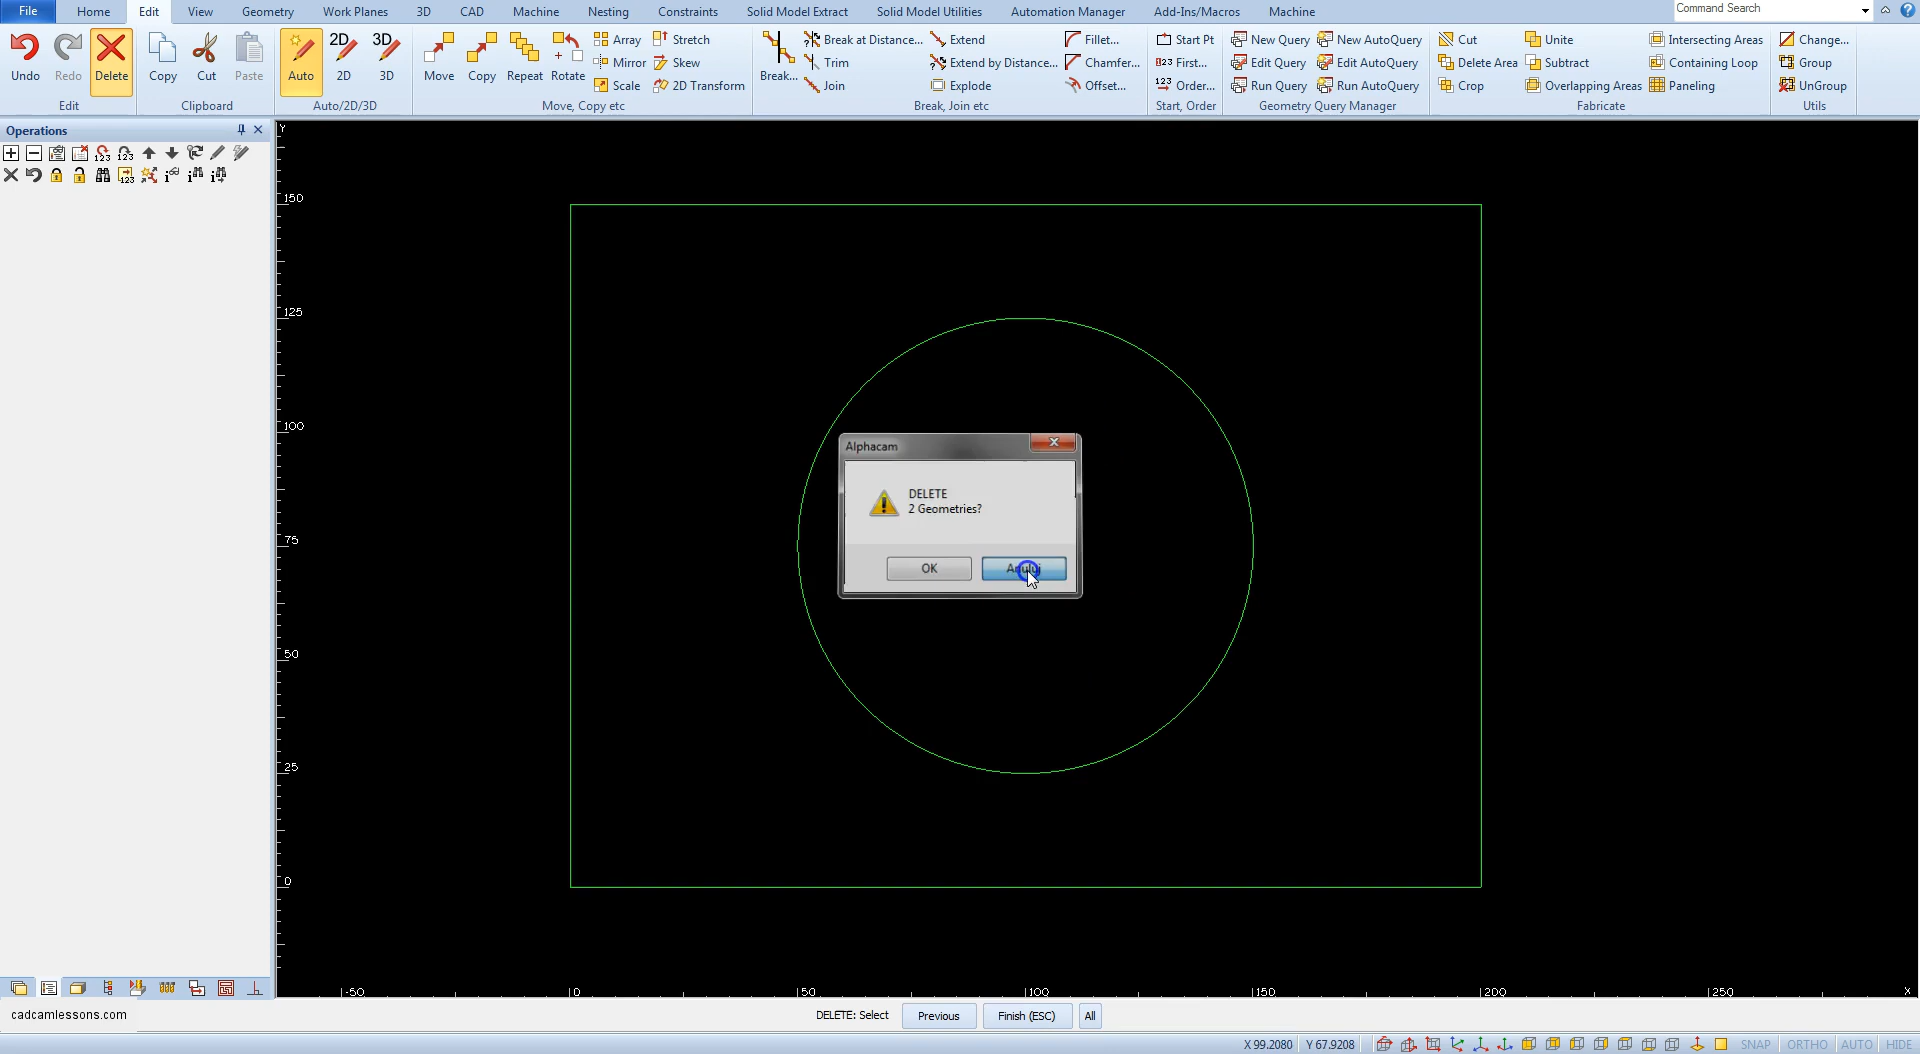 File Home Edit View Geometry Work Planes 3D CAD Machine Nesting Constraints Solid Model Extract Solid Model Utilities Automation Manager Add-Ins/Macros Machine Command Search
Undo Redo Delete
Edit
Copy Cut Paste
Clipboard
2D 3D
Auto 2D 3D
Auto/2D/3D
Move Copy Repeat Rotate
Array Stretch
Mirror Skew
Scale 2D Transform
Move, Copy etc
Break...
Break at Distance... Extend Fillet...
Trim Extend by Distance... Chamfer...
Join Explode Offset...
Break, Join etc
Start Pt
123 First...
123 Order...
Start, Order
New Query New AutoQuery
Edit Query Edit AutoQuery
Run Query Run AutoQuery
Geometry Query Manager
Cut Unite Intersecting Areas
Delete Area Subtract Containing Loop
Crop Overlapping Areas Paneling
Fabricate
Change...
Group
UnGroup
Utils
Operations
123 123
123
Y
150
125
100
75
50
25
0
Alphacam
DELETE
2 Geometries?
OK
-50 0 50 100 150 200 250 X
cadcamlessons.com
DELETE: Select Previous Finish (ESC) All
X 99.2080 Y 67.9208 SNAP ORTHO AUTO HIDE